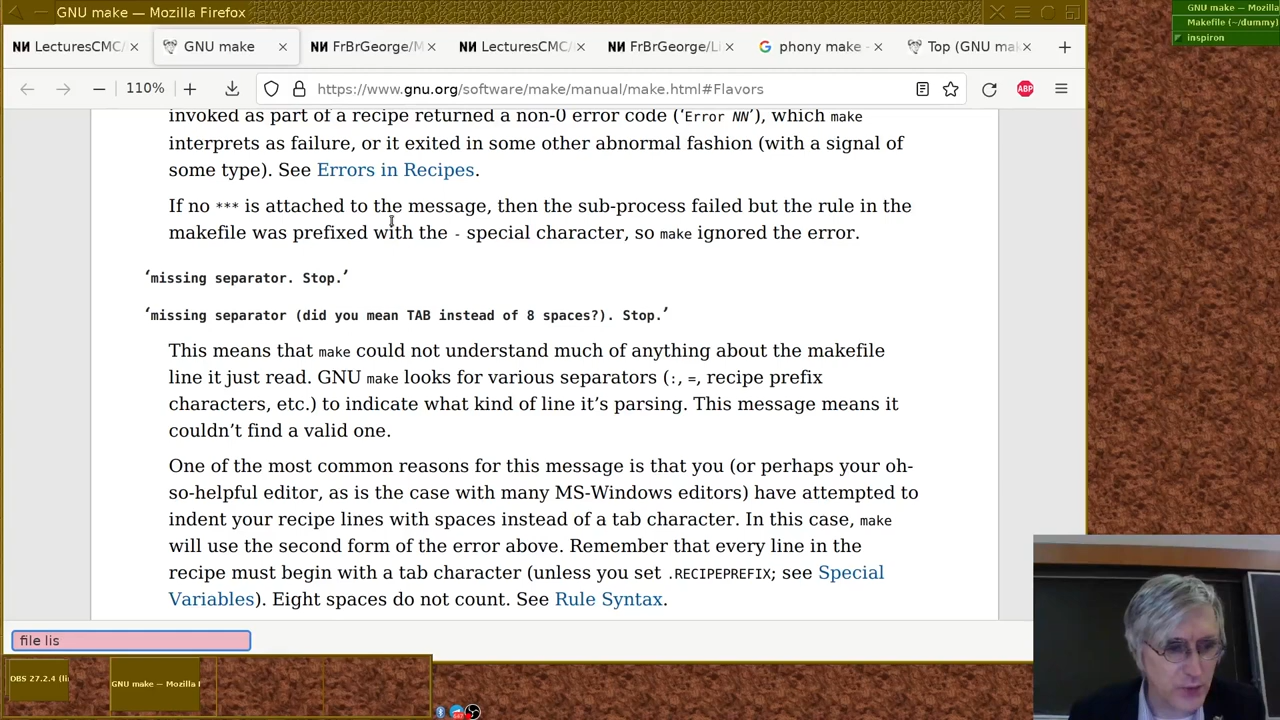 GNU make — Mozilla Firefox
GNU make — Mozilla
Makefile (~/dummy)
inspiron
LecturesCMC/
GNU make
FrBrGeorge/M
LecturesCMC/
FrBrGeorge/Li
phony make -
Top (GNU ma
110%
https://www.gnu.org/software/make/manual/make.html#Flavors
ABP
invoked as part of a recipe returned a non-0 error code (‘Error NN’), which make
interprets as failure, or it exited in some other abnormal fashion (with a signal of
some type). See Errors in Recipes.
If no *** is attached to the message, then the sub-process failed but the rule in the
makefile was prefixed with the - special character, so make ignored the error.
‘missing separator. Stop.’
‘missing separator (did you mean TAB instead of 8 spaces?). Stop.’
This means that make could not understand much of anything about the makefile
line it just read. GNU make looks for various separators (:, =, recipe prefix
characters, etc.) to indicate what kind of line it’s parsing. This message means it
couldn’t find a valid one.
One of the most common reasons for this message is that you (or perhaps your oh-
so-helpful editor, as is the case with many MS-Windows editors) have attempted to
indent your recipe lines with spaces instead of a tab character. In this case, make
will use the second form of the error above. Remember that every line in the
recipe must begin with a tab character (unless you set .RECIPEPREFIX; see Special
Variables). Eight spaces do not count. See Rule Syntax.
file lis
OBS 27.2.4 (li
GNU make — Mozilla